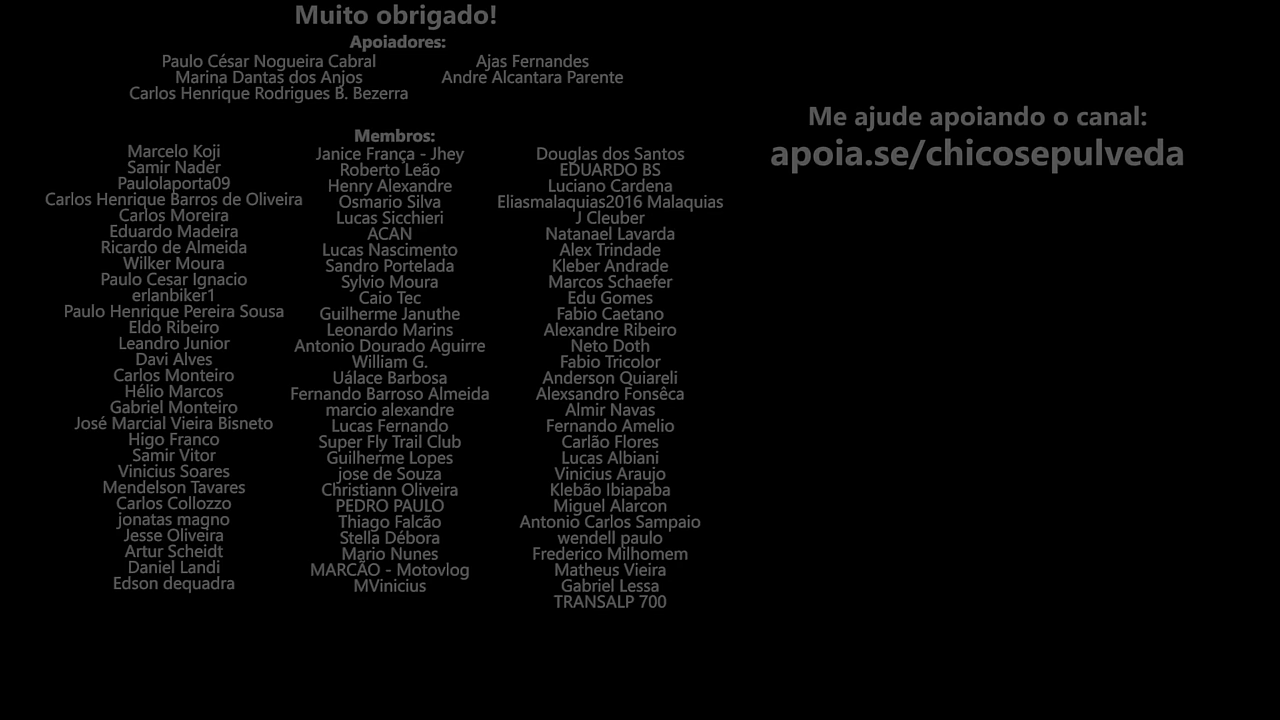 Muito obrigado!
Apoiadores:
Paulo César Nogueira Cabral
Marina Dantas dos Anjos
Carlos Henrique Rodrigues B. Bezerra
Ajas Fernandes
Andre Alcantara Parente
Membros:
Marcelo Koji
Samir Nader
Paulolaporta09
Carlos Henrique Barros de Oliveira
Carlos Moreira
Eduardo Madeira
Ricardo de Almeida
Wilker Moura
Paulo Cesar Ignacio
erlanbiker1
Paulo Henrique Pereira Sousa
Eldo Ribeiro
Leandro Junior
Davi Alves
Carlos Monteiro
Hélio Marcos
Gabriel Monteiro
José Marcial Vieira Bisneto
Higo Franco
Samir Vitor
Vinicius Soares
Mendelson Tavares
Carlos Collozzo
jonatas magno
Jesse Oliveira
Artur Scheidt
Daniel Landi
Edson dequadra
Janice França - Jhey
Roberto Leão
Henry Alexandre
Osmario Silva
Lucas Sicchieri
ACAN
Lucas Nascimento
Sandro Portelada
Sylvio Moura
Caio Tec
Guilherme Januthe
Leonardo Marins
Antonio Dourado Aguirre
William G.
Uálace Barbosa
Fernando Barroso Almeida
marcio alexandre
Lucas Fernando
Super Fly Trail Club
Guilherme Lopes
jose de Souza
Christiann Oliveira
PEDRO PAULO
Thiago Falcão
Stella Débora
Mario Nunes
MARCÃO - Motovlog
MVinicius
Douglas dos Santos
EDUARDO BS
Luciano Cardena
Eliasmalaquias2016 Malaquias
J Cleuber
Natanael Lavarda
Alex Trindade
Kleber Andrade
Marcos Schaefer
Edu Gomes
Fabio Caetano
Alexandre Ribeiro
Neto Doth
Fabio Tricolor
Anderson Quiareli
Alexsandro Fonsêca
Almir Navas
Fernando Amelio
Carlão Flores
Lucas Albiani
Vinicius Araujo
Klebão Ibiapaba
Miguel Alarcon
Antonio Carlos Sampaio
wendell paulo
Frederico Milhomem
Matheus Vieira
Gabriel Lessa
TRANSALP 700
Me ajude apoiando o canal:
apoia.se/chicosepulveda